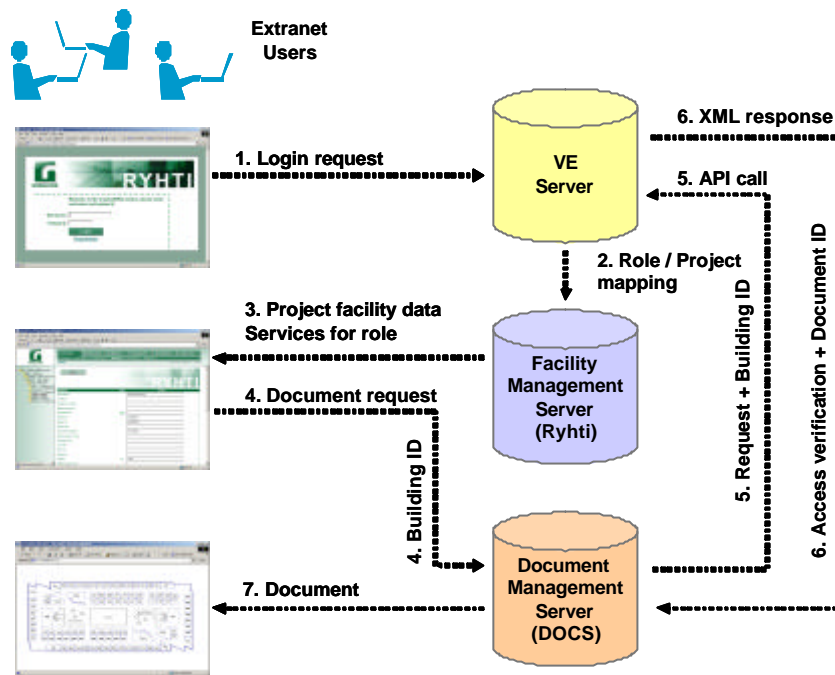 Extranet
Users
6. XML response
1. Login request
VE
Server
5. API call
RYHTI
2. Role / Project
mapping
3. Project facility data
Services for role
Facility
Management
Server
(Ryhti)
RYHTI
4. Document request
4. Building ID
5. Request + Building ID
6. Access verification + Document ID
7. Document
Document
Management
Server
(DOCS)